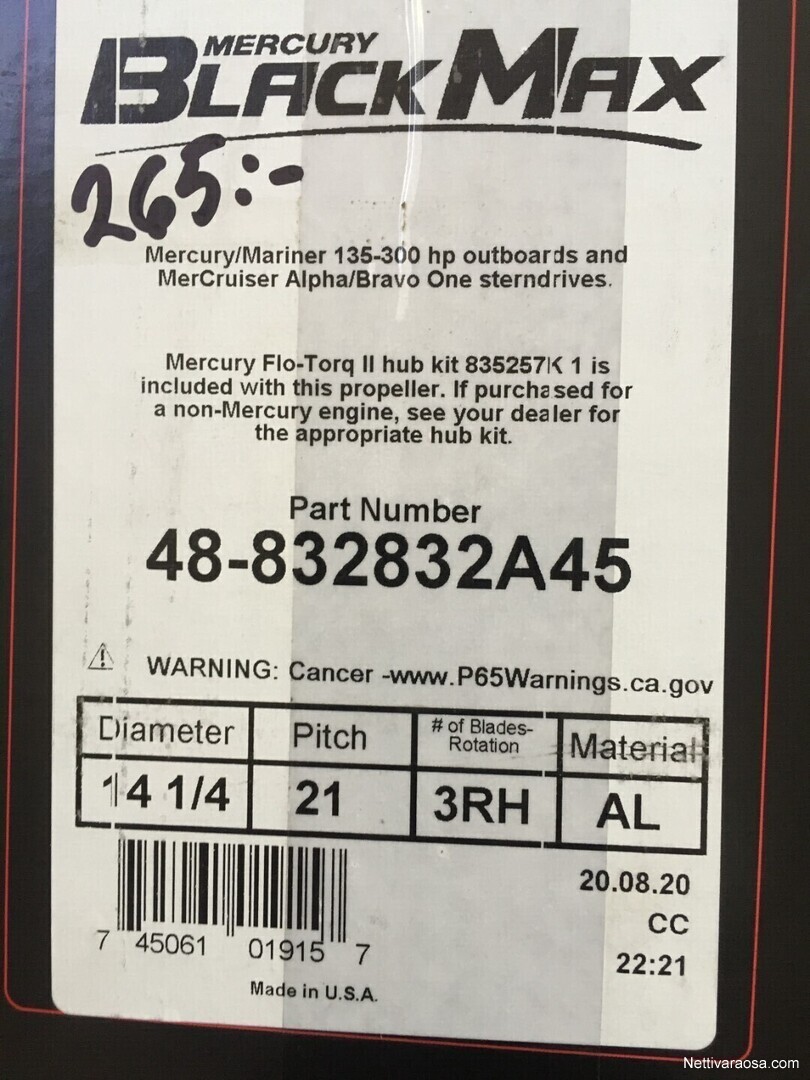 MERCURY
BLACKMAX
265:-
Mercury/Mariner 135-300 hp outboards and
MerCruiser Alpha/Bravo One sterndrives.
Mercury Flo-Torq II hub kit 835257K 1 is
included with this propeller. If purchased for
a non-Mercury engine, see your dealer for
the appropriate hub kit.
Part Number
48-832832A45
WARNING: Cancer -www.P65Warnings.ca.gov
Diameter Pitch # of Blades- Material
Rotation
14 1/4 21 3RH AL
20.08.20
CC
22:21
7 45061 01915 7
Made in U.S.A.
Nettivaraosa.com